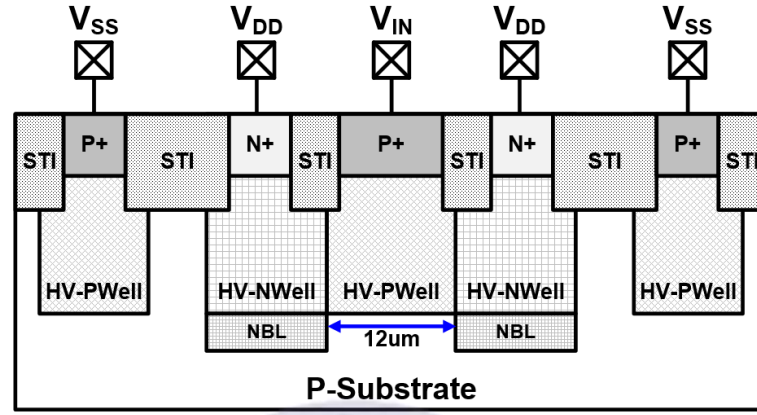 VSS VDD VIN VDD VSS
STI P+ STI N+ STI P+ STI N+ STI P+ STI
HV-PWell HV-NWell HV-PWell HV-NWell HV-PWell
NBL 12um NBL
P-Substrate